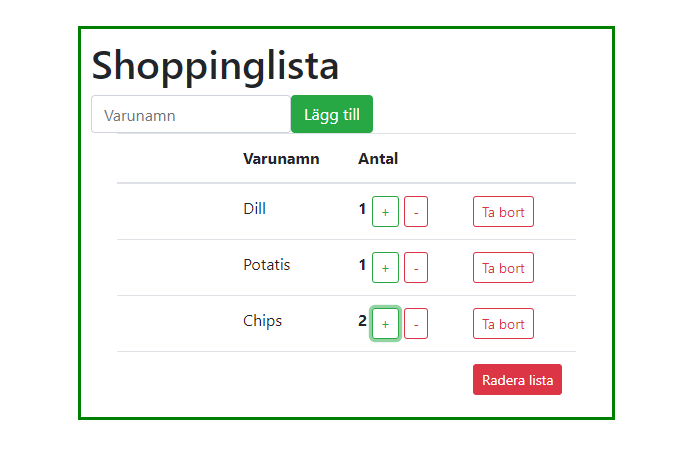 Shoppinglista
Varunamn Lägg till
Varunamn Antal
Dill 1 + - Ta bort
Potatis 1 + - Ta bort
Chips 2 + - Ta bort
Radera lista